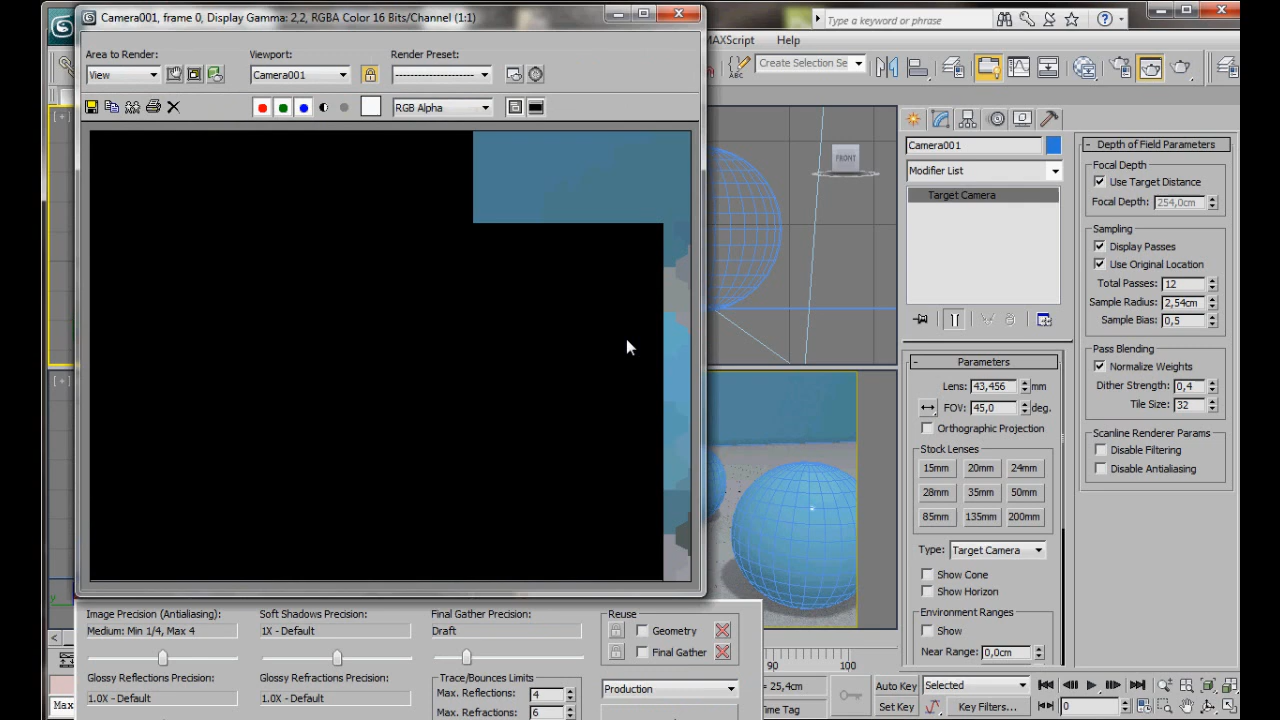 Camera001, frame 0, Display Gamma: 2,2, RGBA Color 16 Bits/Channel (1:1)
Type a keyword or phrase
MAXScript Help
Area to Render: Viewport: Render Preset:
View Camera001
Create Selection Se
RGB Alpha
[ + ]
FRONT
Camera001
Modifier List
Target Camera
Depth of Field Parameters
Focal Depth
Use Target Distance
Focal Depth: 254,0cm
Sampling
Display Passes
Use Original Location
Total Passes: 12
Sample Radius: 2,54cm
Sample Bias: 0,5
Pass Blending
Normalize Weights
Dither Strength: 0,4
Tile Size: 32
Scanline Renderer Params
Disable Filtering
Disable Antialiasing
Parameters
Lens: 43,456 mm
FOV: 45,0 deg.
Orthographic Projection
Stock Lenses
15mm 20mm 24mm
28mm 35mm 50mm
85mm 135mm 200mm
Type: Target Camera
Show Cone
Show Horizon
Environment Ranges
Show
Near Range: 0,0cm
[ + ]
y
Image Precision (Antialiasing): Soft Shadows Precision: Final Gather Precision: Reuse
Medium: Min 1/4, Max 4 1X - Default Draft Geometry
Final Gather
Glossy Reflections Precision: Glossy Refractions Precision: Trace/Bounces Limits
1.0X - Default 1.0X - Default Max. Reflections: 4
Max. Refractions: 6
Production
90 100
= 25,4cm
Time Tag
Auto Key Selected
Set Key Key Filters... 0
Max